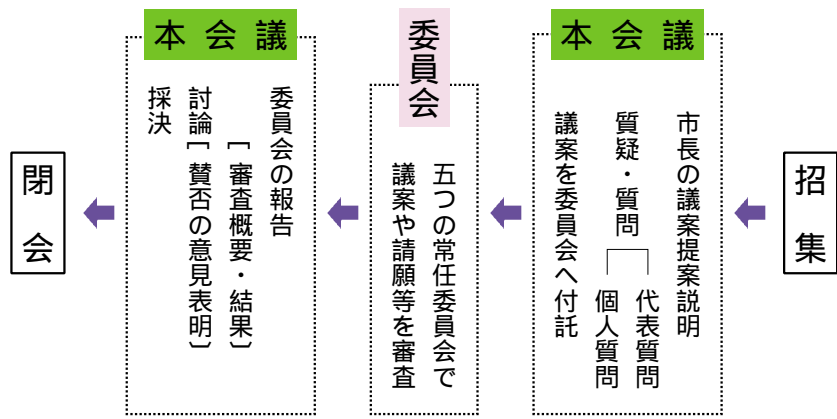 招集
本会議
市長の議案提案説明
質疑・質問
代表質問
個人質問
議案を委員会へ付託
委員会
五つの常任委員会で
議案や請願等を審査
本会議
委員会の報告
〔審査概要・結果〕
討論〔賛否の意見表明〕
採決
閉会